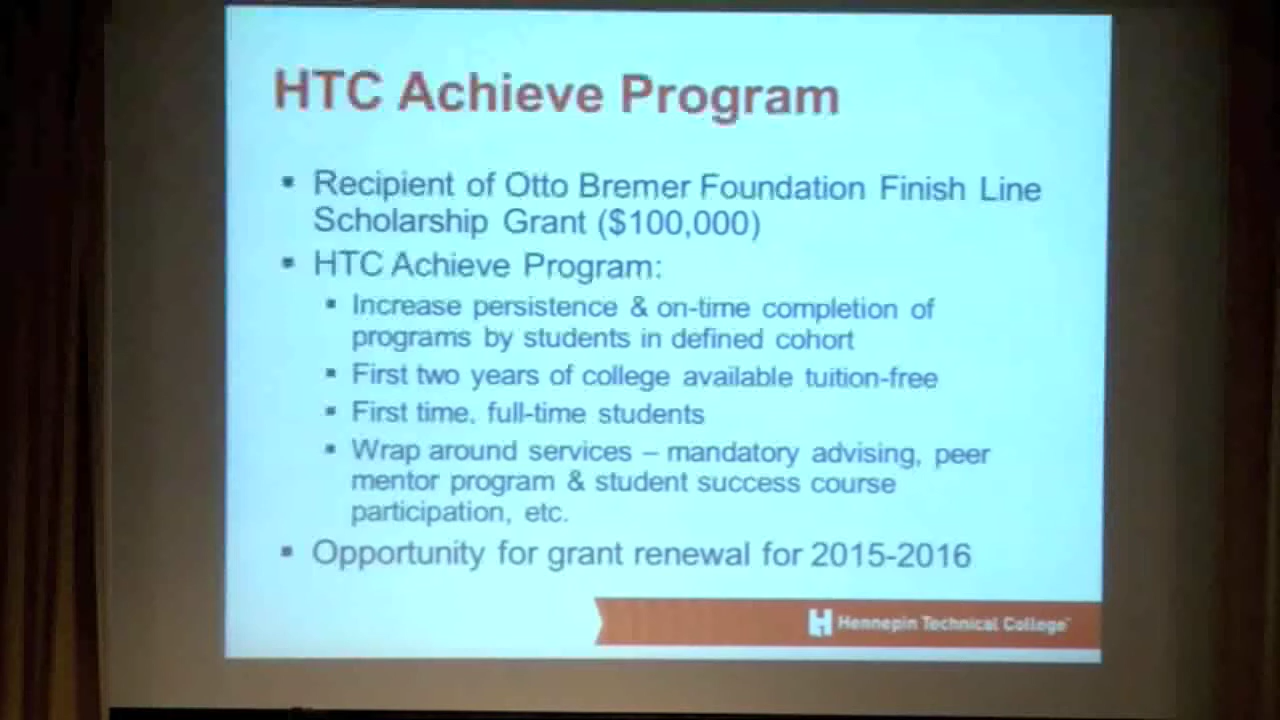 HTC Achieve Program
▪ Recipient of Otto Bremer Foundation Finish Line
Scholarship Grant ($100,000)
▪ HTC Achieve Program:
▪ Increase persistence & on-time completion of
programs by students in defined cohort
▪ First two years of college available tuition-free
▪ First time, full-time students
▪ Wrap around services – mandatory advising, peer
mentor program & student success course
participation, etc.
▪ Opportunity for grant renewal for 2015-2016
Hennepin Technical College™